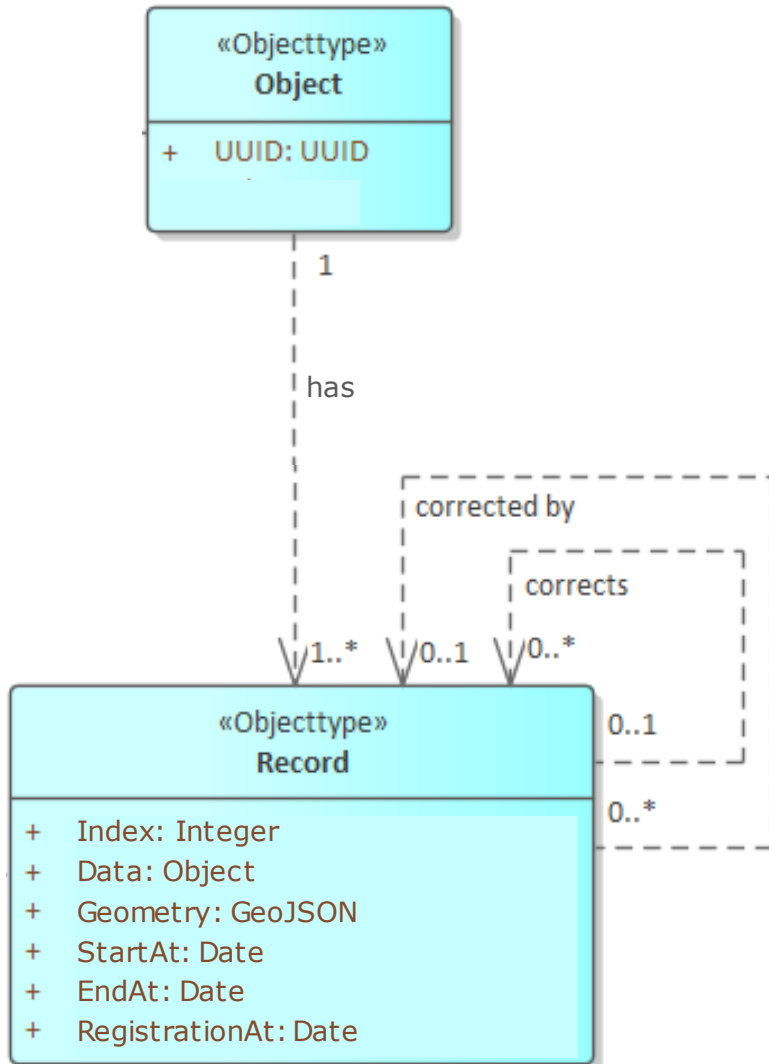 «Objecttype»
Object
+ UUID: UUID
1
has
corrected by
corrects
1..*
0..1
0..*
«Objecttype»
Record
0..1
0..*
+ Index: Integer
+ Data: Object
+ Geometry: GeoJSON
+ StartAt: Date
+ EndAt: Date
+ RegistrationAt: Date